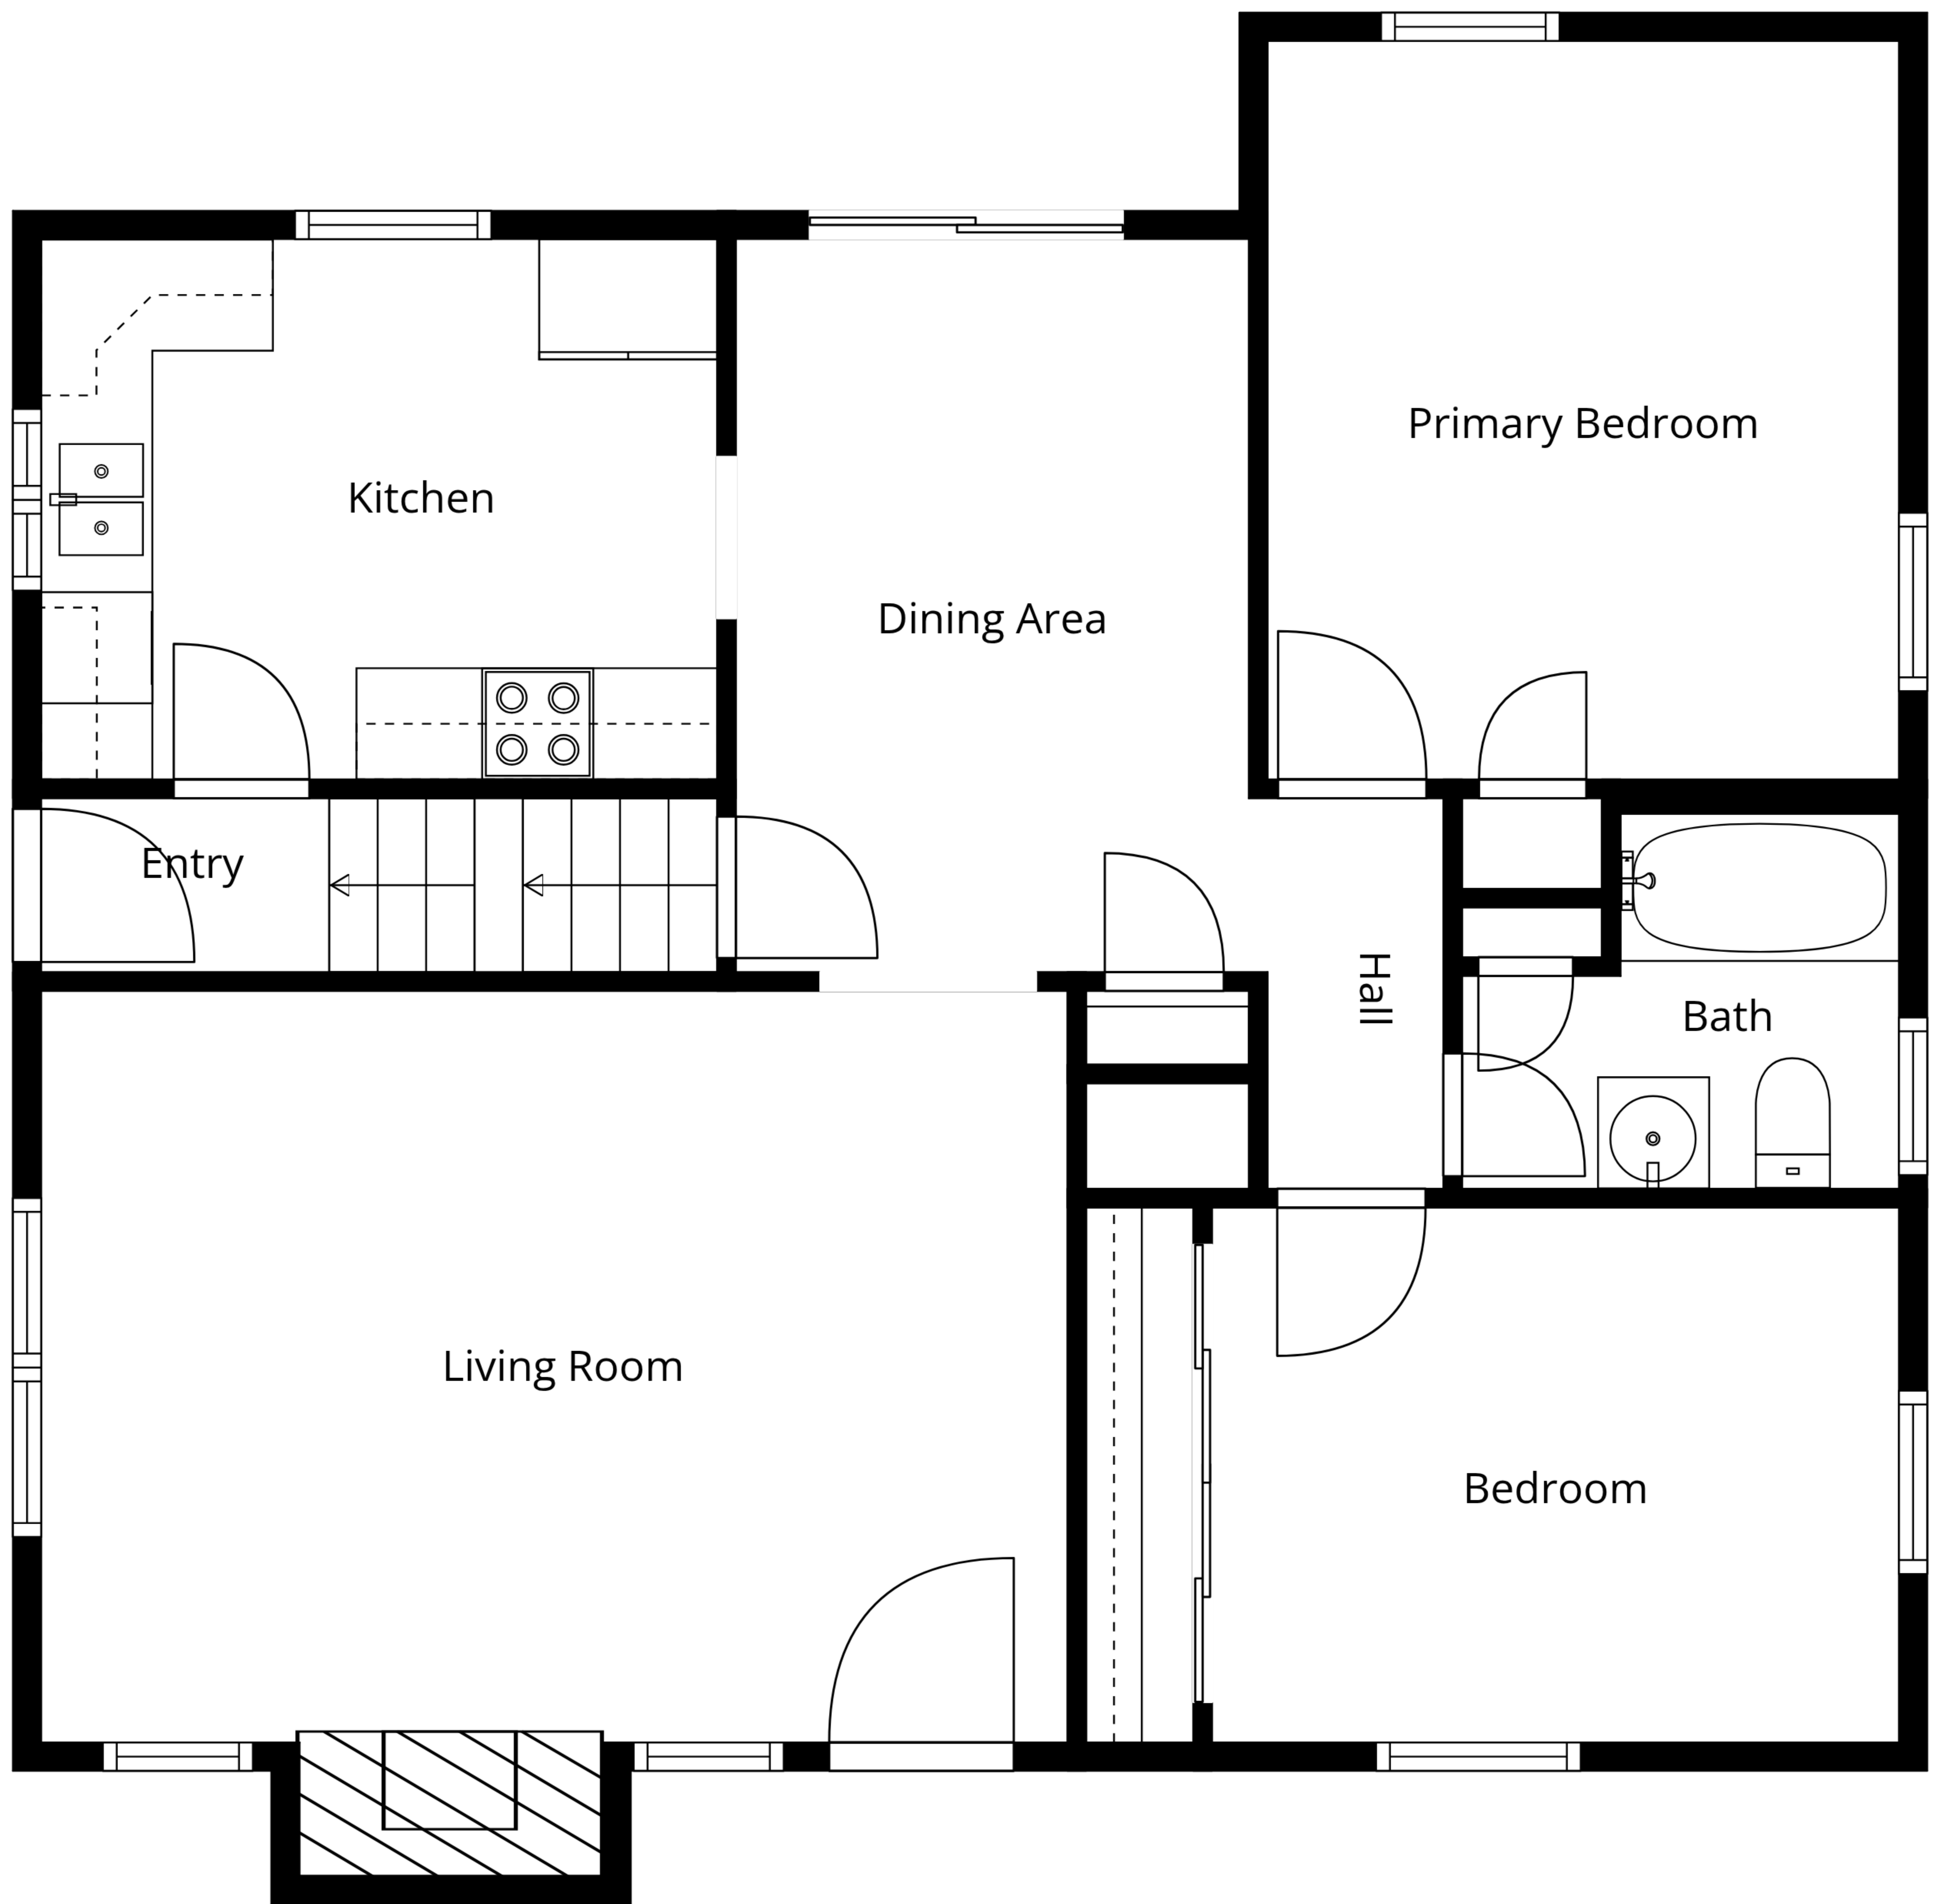 Primary Bedroom
Kitchen
Dining Area
Entry
Hall
Bath
Living Room
Bedroom